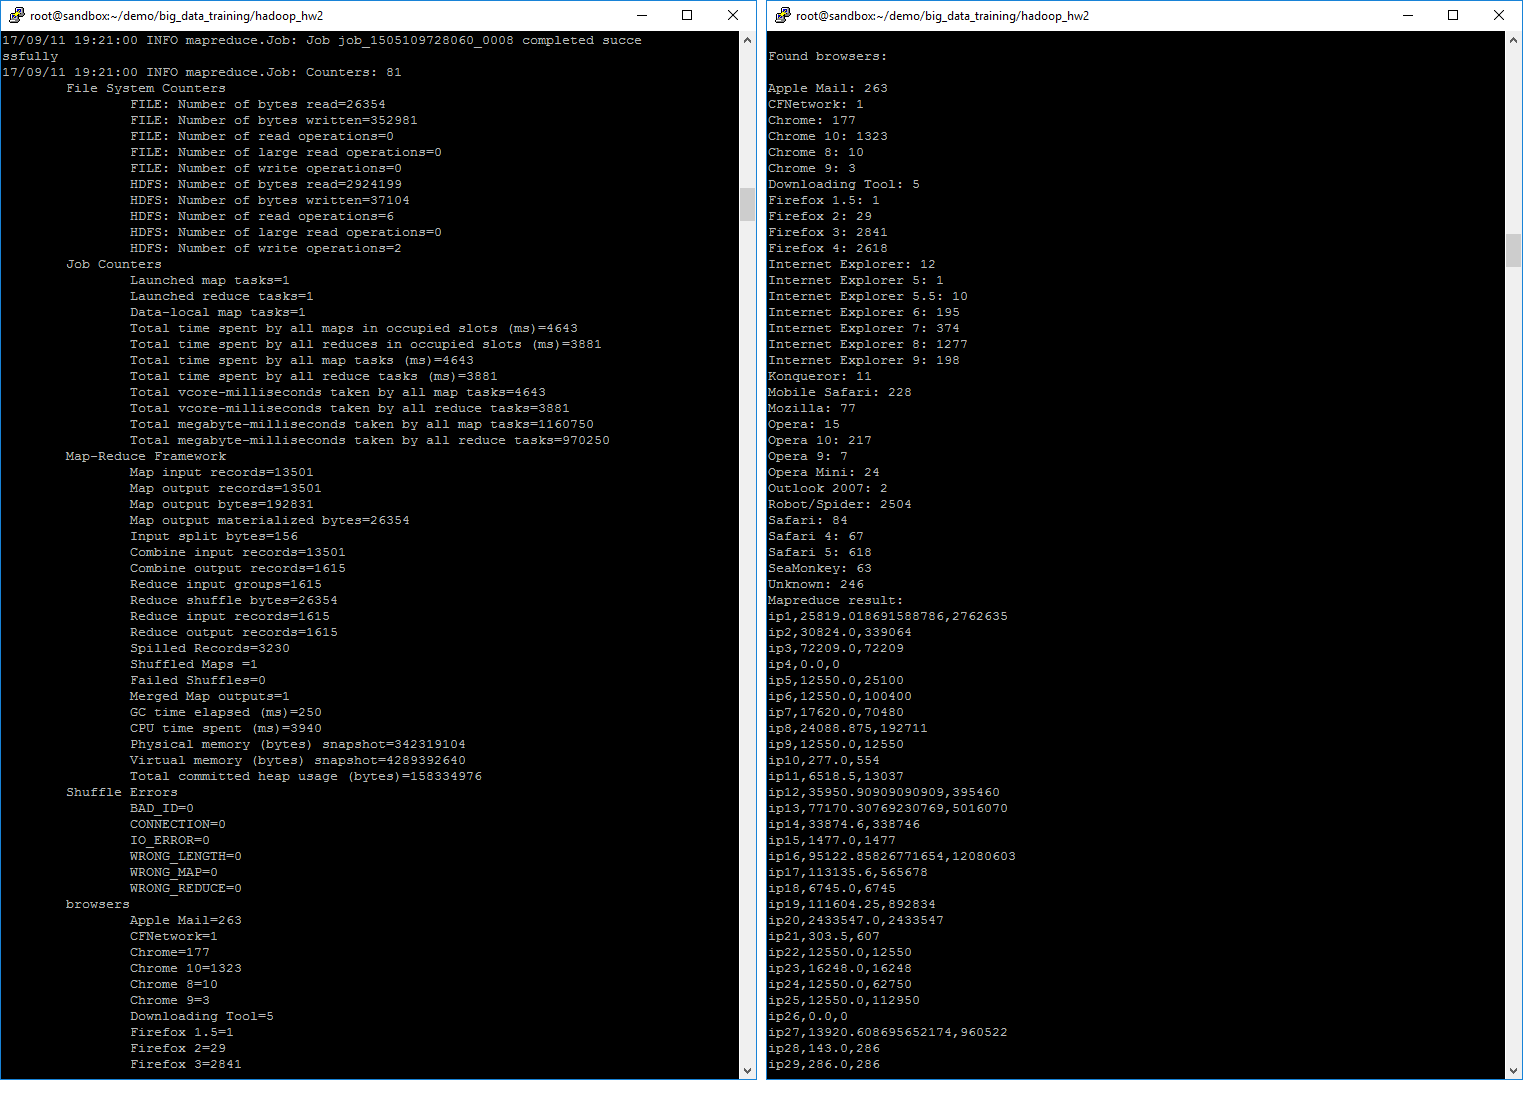 root@sandbox:~/demo/big_data_training/hadoop_hw2
17/09/11 19:21:00 INFO mapreduce.Job: Job job_1505109728060_0008 completed succe
ssfully
17/09/11 19:21:00 INFO mapreduce.Job: Counters: 81
File System Counters
FILE: Number of bytes read=26354
FILE: Number of bytes written=352981
FILE: Number of read operations=0
FILE: Number of large read operations=0
FILE: Number of write operations=0
HDFS: Number of bytes read=2924199
HDFS: Number of bytes written=37104
HDFS: Number of read operations=6
HDFS: Number of large read operations=0
HDFS: Number of write operations=2
Job Counters
Launched map tasks=1
Launched reduce tasks=1
Data-local map tasks=1
Total time spent by all maps in occupied slots (ms)=4643
Total time spent by all reduces in occupied slots (ms)=3881
Total time spent by all map tasks (ms)=4643
Total time spent by all reduce tasks (ms)=3881
Total vcore-milliseconds taken by all map tasks=4643
Total vcore-milliseconds taken by all reduce tasks=3881
Total megabyte-milliseconds taken by all map tasks=1160750
Total megabyte-milliseconds taken by all reduce tasks=970250
Map-Reduce Framework
Map input records=13501
Map output records=13501
Map output bytes=192831
Map output materialized bytes=26354
Input split bytes=156
Combine input records=13501
Combine output records=1615
Reduce input groups=1615
Reduce shuffle bytes=26354
Reduce input records=1615
Reduce output records=1615
Spilled Records=3230
Shuffled Maps =1
Failed Shuffles=0
Merged Map outputs=1
GC time elapsed (ms)=250
CPU time spent (ms)=3940
Physical memory (bytes) snapshot=342319104
Virtual memory (bytes) snapshot=4289392640
Total committed heap usage (bytes)=158334976
Shuffle Errors
BAD_ID=0
CONNECTION=0
IO_ERROR=0
WRONG_LENGTH=0
WRONG_MAP=0
WRONG_REDUCE=0
browsers
Apple Mail=263
CFNetwork=1
Chrome=177
Chrome 10=1323
Chrome 8=10
Chrome 9=3
Downloading Tool=5
Firefox 1.5=1
Firefox 2=29
Firefox 3=2841
root@sandbox:~/demo/big_data_training/hadoop_hw2
Found browsers:
Apple Mail: 263
CFNetwork: 1
Chrome: 177
Chrome 10: 1323
Chrome 8: 10
Chrome 9: 3
Downloading Tool: 5
Firefox 1.5: 1
Firefox 2: 29
Firefox 3: 2841
Firefox 4: 2618
Internet Explorer: 12
Internet Explorer 5: 1
Internet Explorer 5.5: 10
Internet Explorer 6: 195
Internet Explorer 7: 374
Internet Explorer 8: 1277
Internet Explorer 9: 198
Konqueror: 11
Mobile Safari: 228
Mozilla: 77
Opera: 15
Opera 10: 217
Opera 9: 7
Opera Mini: 24
Outlook 2007: 2
Robot/Spider: 2504
Safari: 84
Safari 4: 67
Safari 5: 618
SeaMonkey: 63
Unknown: 246
Mapreduce result:
ip1,25819.018691588786,2762635
ip2,30824.0,339064
ip3,72209.0,72209
ip4,0.0,0
ip5,12550.0,25100
ip6,12550.0,100400
ip7,17620.0,70480
ip8,24088.875,192711
ip9,12550.0,12550
ip10,277.0,554
ip11,6518.5,13037
ip12,35950.90909090909,395460
ip13,77170.30769230769,5016070
ip14,33874.6,338746
ip15,1477.0,1477
ip16,95122.85826771654,12080603
ip17,113135.6,565678
ip18,6745.0,6745
ip19,111604.25,892834
ip20,2433547.0,2433547
ip21,303.5,607
ip22,12550.0,12550
ip23,16248.0,16248
ip24,12550.0,62750
ip25,12550.0,112950
ip26,0.0,0
ip27,13920.608695652174,960522
ip28,143.0,286
ip29,286.0,286